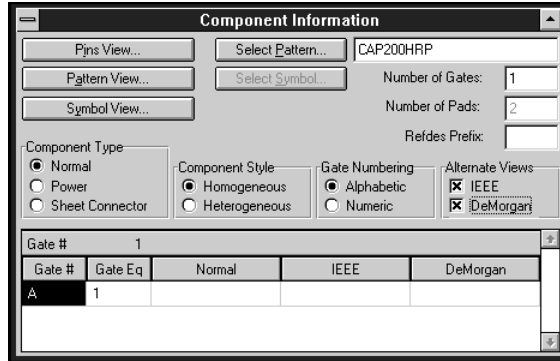 Component Information
Pins View... Select Pattern... CAP200HRP
Pattern View... Select Symbol... Number of Gates: 1
Symbol View... Number of Pads: 2
Refdes Prefix:
Component Type
Normal Component Style Gate Numbering Alternate Views
Power Homogeneous Alphabetic IEEE
Sheet Connector Heterogeneous Numeric DeMorgan
Gate # 1
Gate # Gate Eq Normal IEEE DeMorgan
A 1